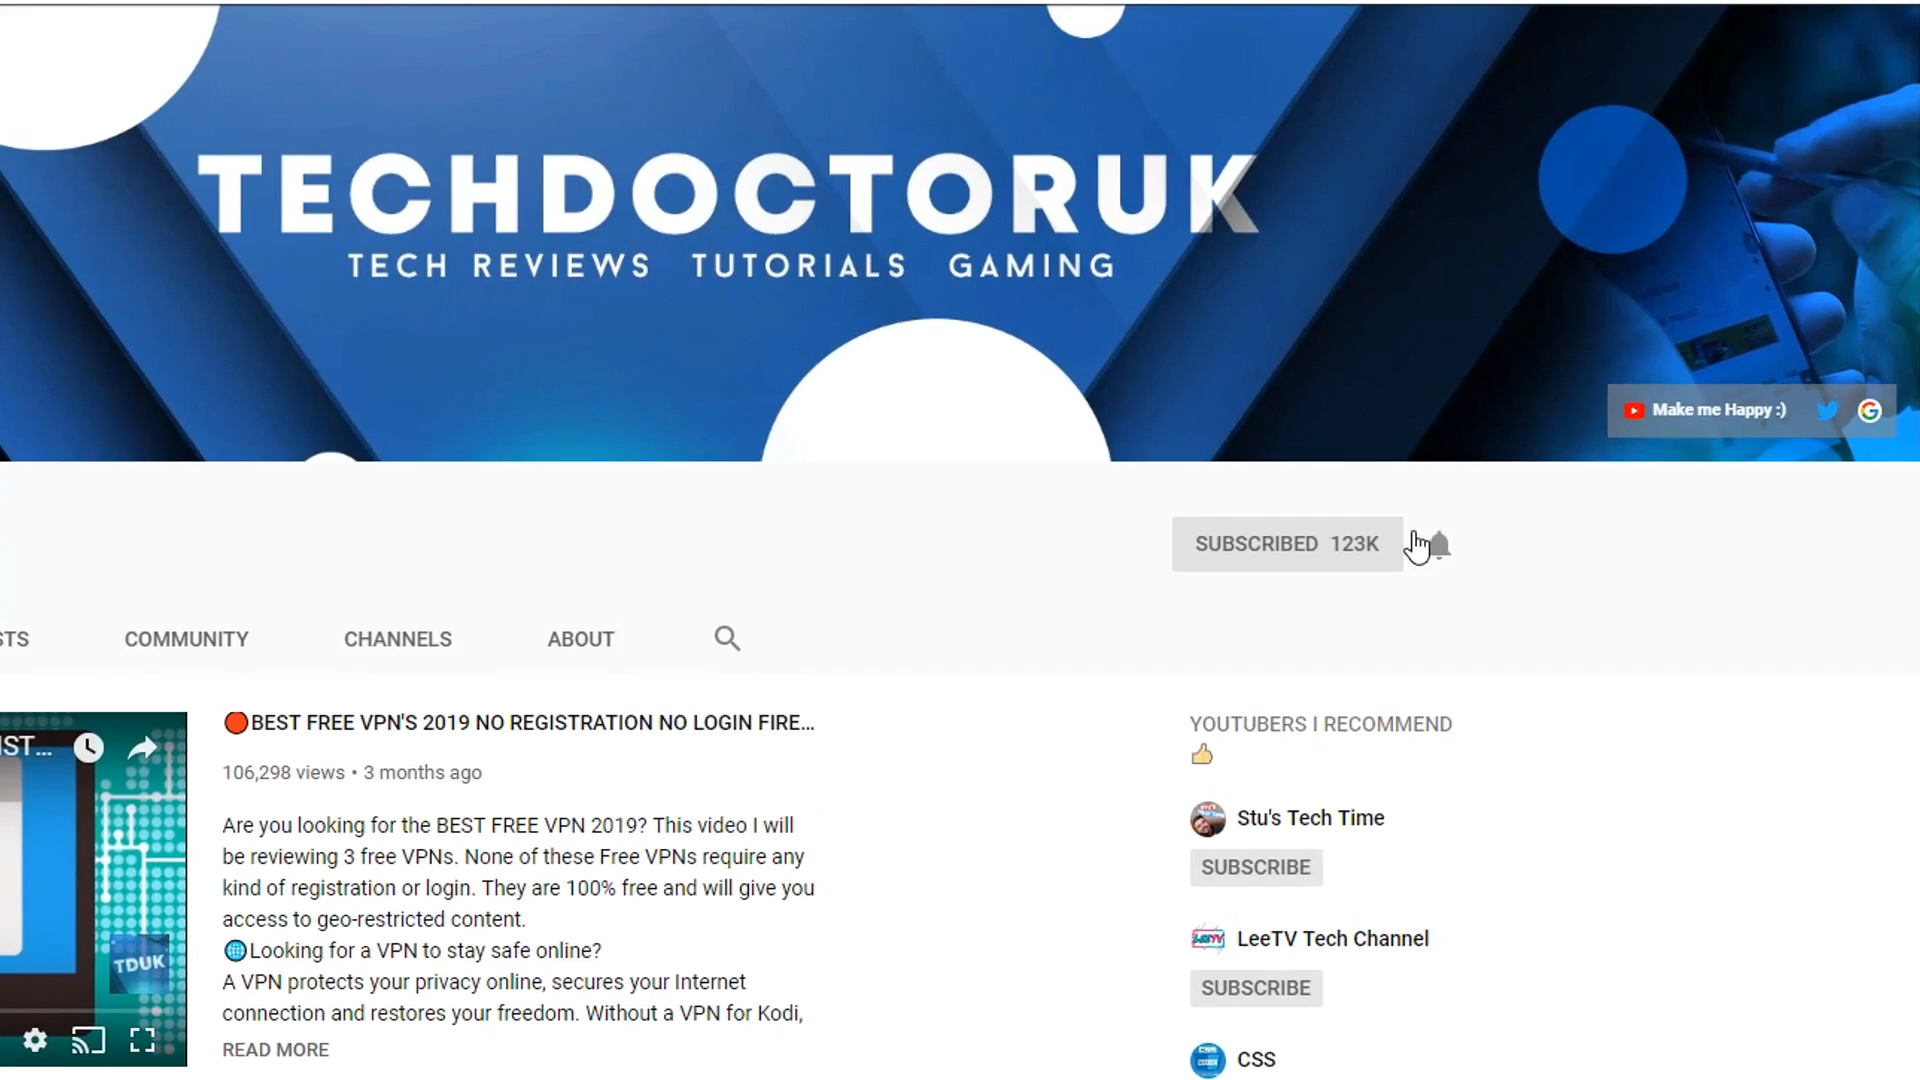 TECHDOCTORUK
TECH REVIEWS TUTORIALS GAMING
Make me Happy :)
SUBSCRIBED 123K
STS COMMUNITY CHANNELS ABOUT
IST...
TDUK
🔴BEST FREE VPN'S 2019 NO REGISTRATION NO LOGIN FIRE...
106,298 views • 3 months ago
Are you looking for the BEST FREE VPN 2019? This video I will
be reviewing 3 free VPNs. None of these Free VPNs require any
kind of registration or login. They are 100% free and will give you
access to geo-restricted content.
🌐Looking for a VPN to stay safe online?
A VPN protects your privacy online, secures your Internet
connection and restores your freedom. Without a VPN for Kodi,
READ MORE
YOUTUBERS I RECOMMEND
👍
Stu's Tech Time
SUBSCRIBE
LEETV
LeeTV Tech Channel
SUBSCRIBE
CSS
CSS